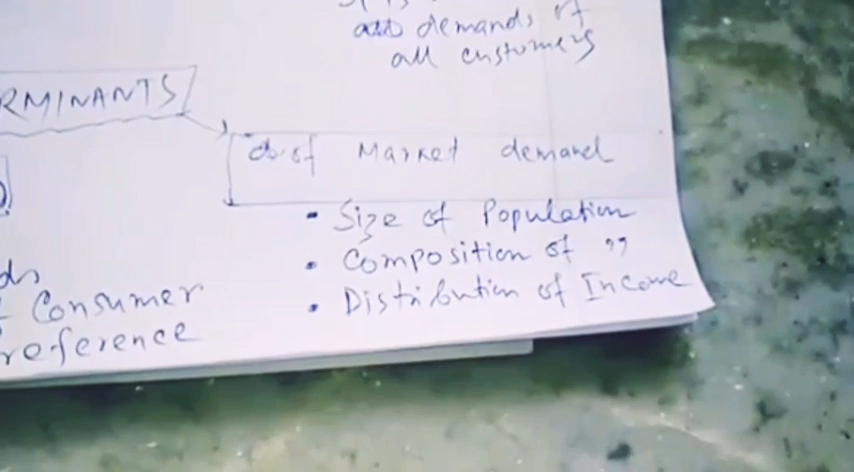 demands of
all customers
RMINANTS
of Market demand
• Size of Population
• Composition of "
• Distribution of Income
ds
Consumer
reference